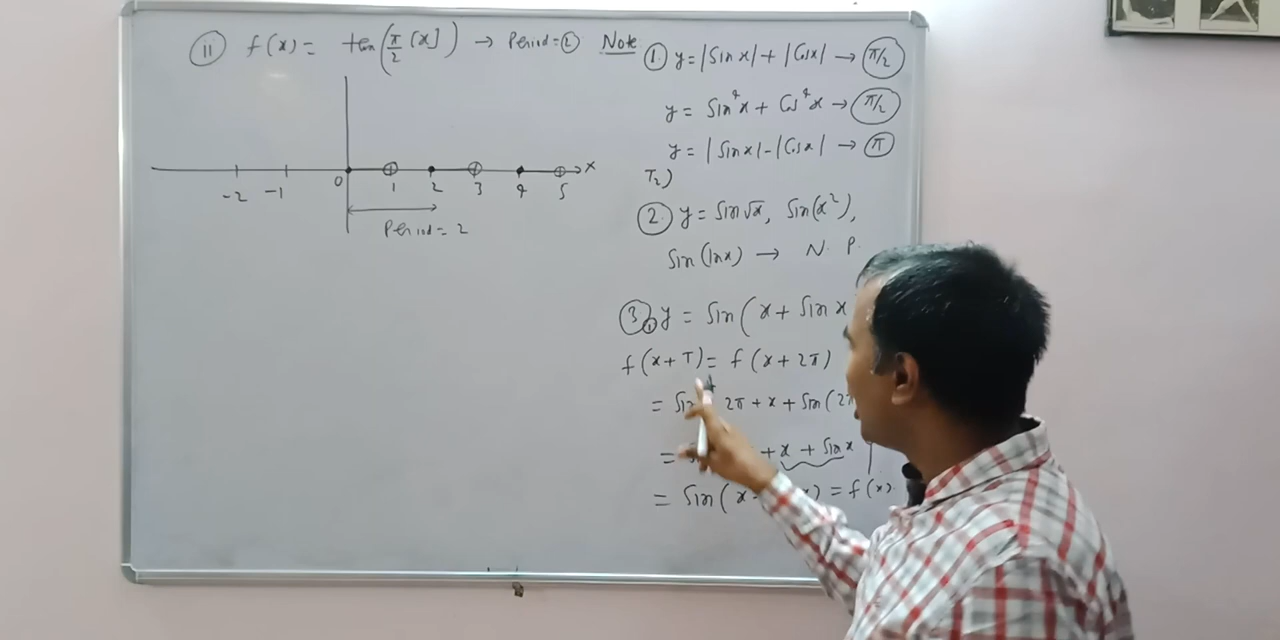 11 f(x) = tan(π/2 [x]) → Period = 2
-2 -1 0 1 2 3 4 5 x
Period = 2
Note
1. y = |Sin x| + |Cos x| → π/2
y = Sin⁴x + Cos⁴x → π/2
y = |Sin x| - |Cos x| → π
T₂)
2. y = Sin √x, Sin(x²),
Sin(ln x) → N. P.
3. y = Sin(x + Sin x
f(x + T) = f(x + 2π)
= Sin 2π + x + Sin(2π
= + x + Sin x
= Sin(x ) = f(x)